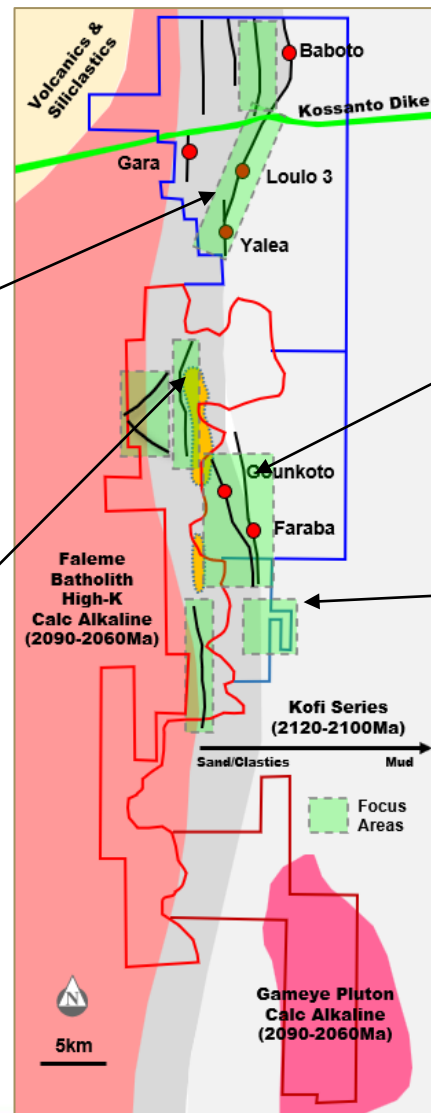 Volcanics &
Siliclastics
Baboto
Kossanto Dike
Gara
Loulo 3
Yalea
Gounkoto
Faraba
Faleme
Batholith
High-K
Calc Alkaline
(2090-2060Ma)
Kofi Series
(2120-2100Ma)
Sand/Clastics
Mud
Focus
Areas
N
5km
Gameye Pluton
Calc Alkaline
(2090-2060Ma)